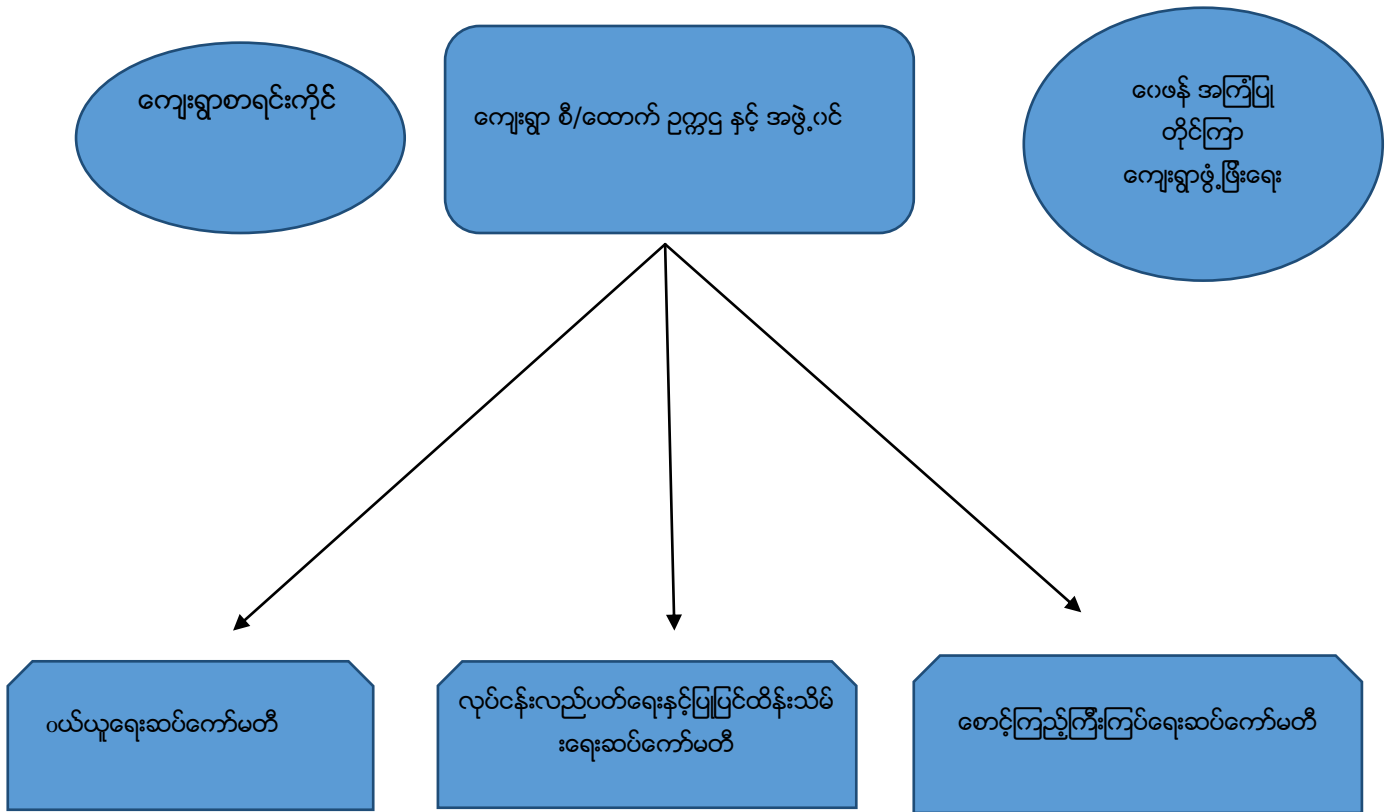 ကျေးရွာစာရင်းကိုင်
ကျေးရွာ စီ/ထောက် ဥက္ကဌ နှင့် အဖွဲ့ဝင်
ဝေဖန် အကြံပြု
တိုင်ကြာ
ကျေးရွာဖွံ့ဖြိုးရေး
ဝယ်ယူရေးဆပ်ကော်မတီ
လုပ်ငန်းလည်ပတ်ရေးနှင့်ပြုပြင်ထိန်းသိမ်
းရေးဆပ်ကော်မတီ
စောင့်ကြည့်ကြီးကြပ်ရေးဆပ်ကော်မတီ